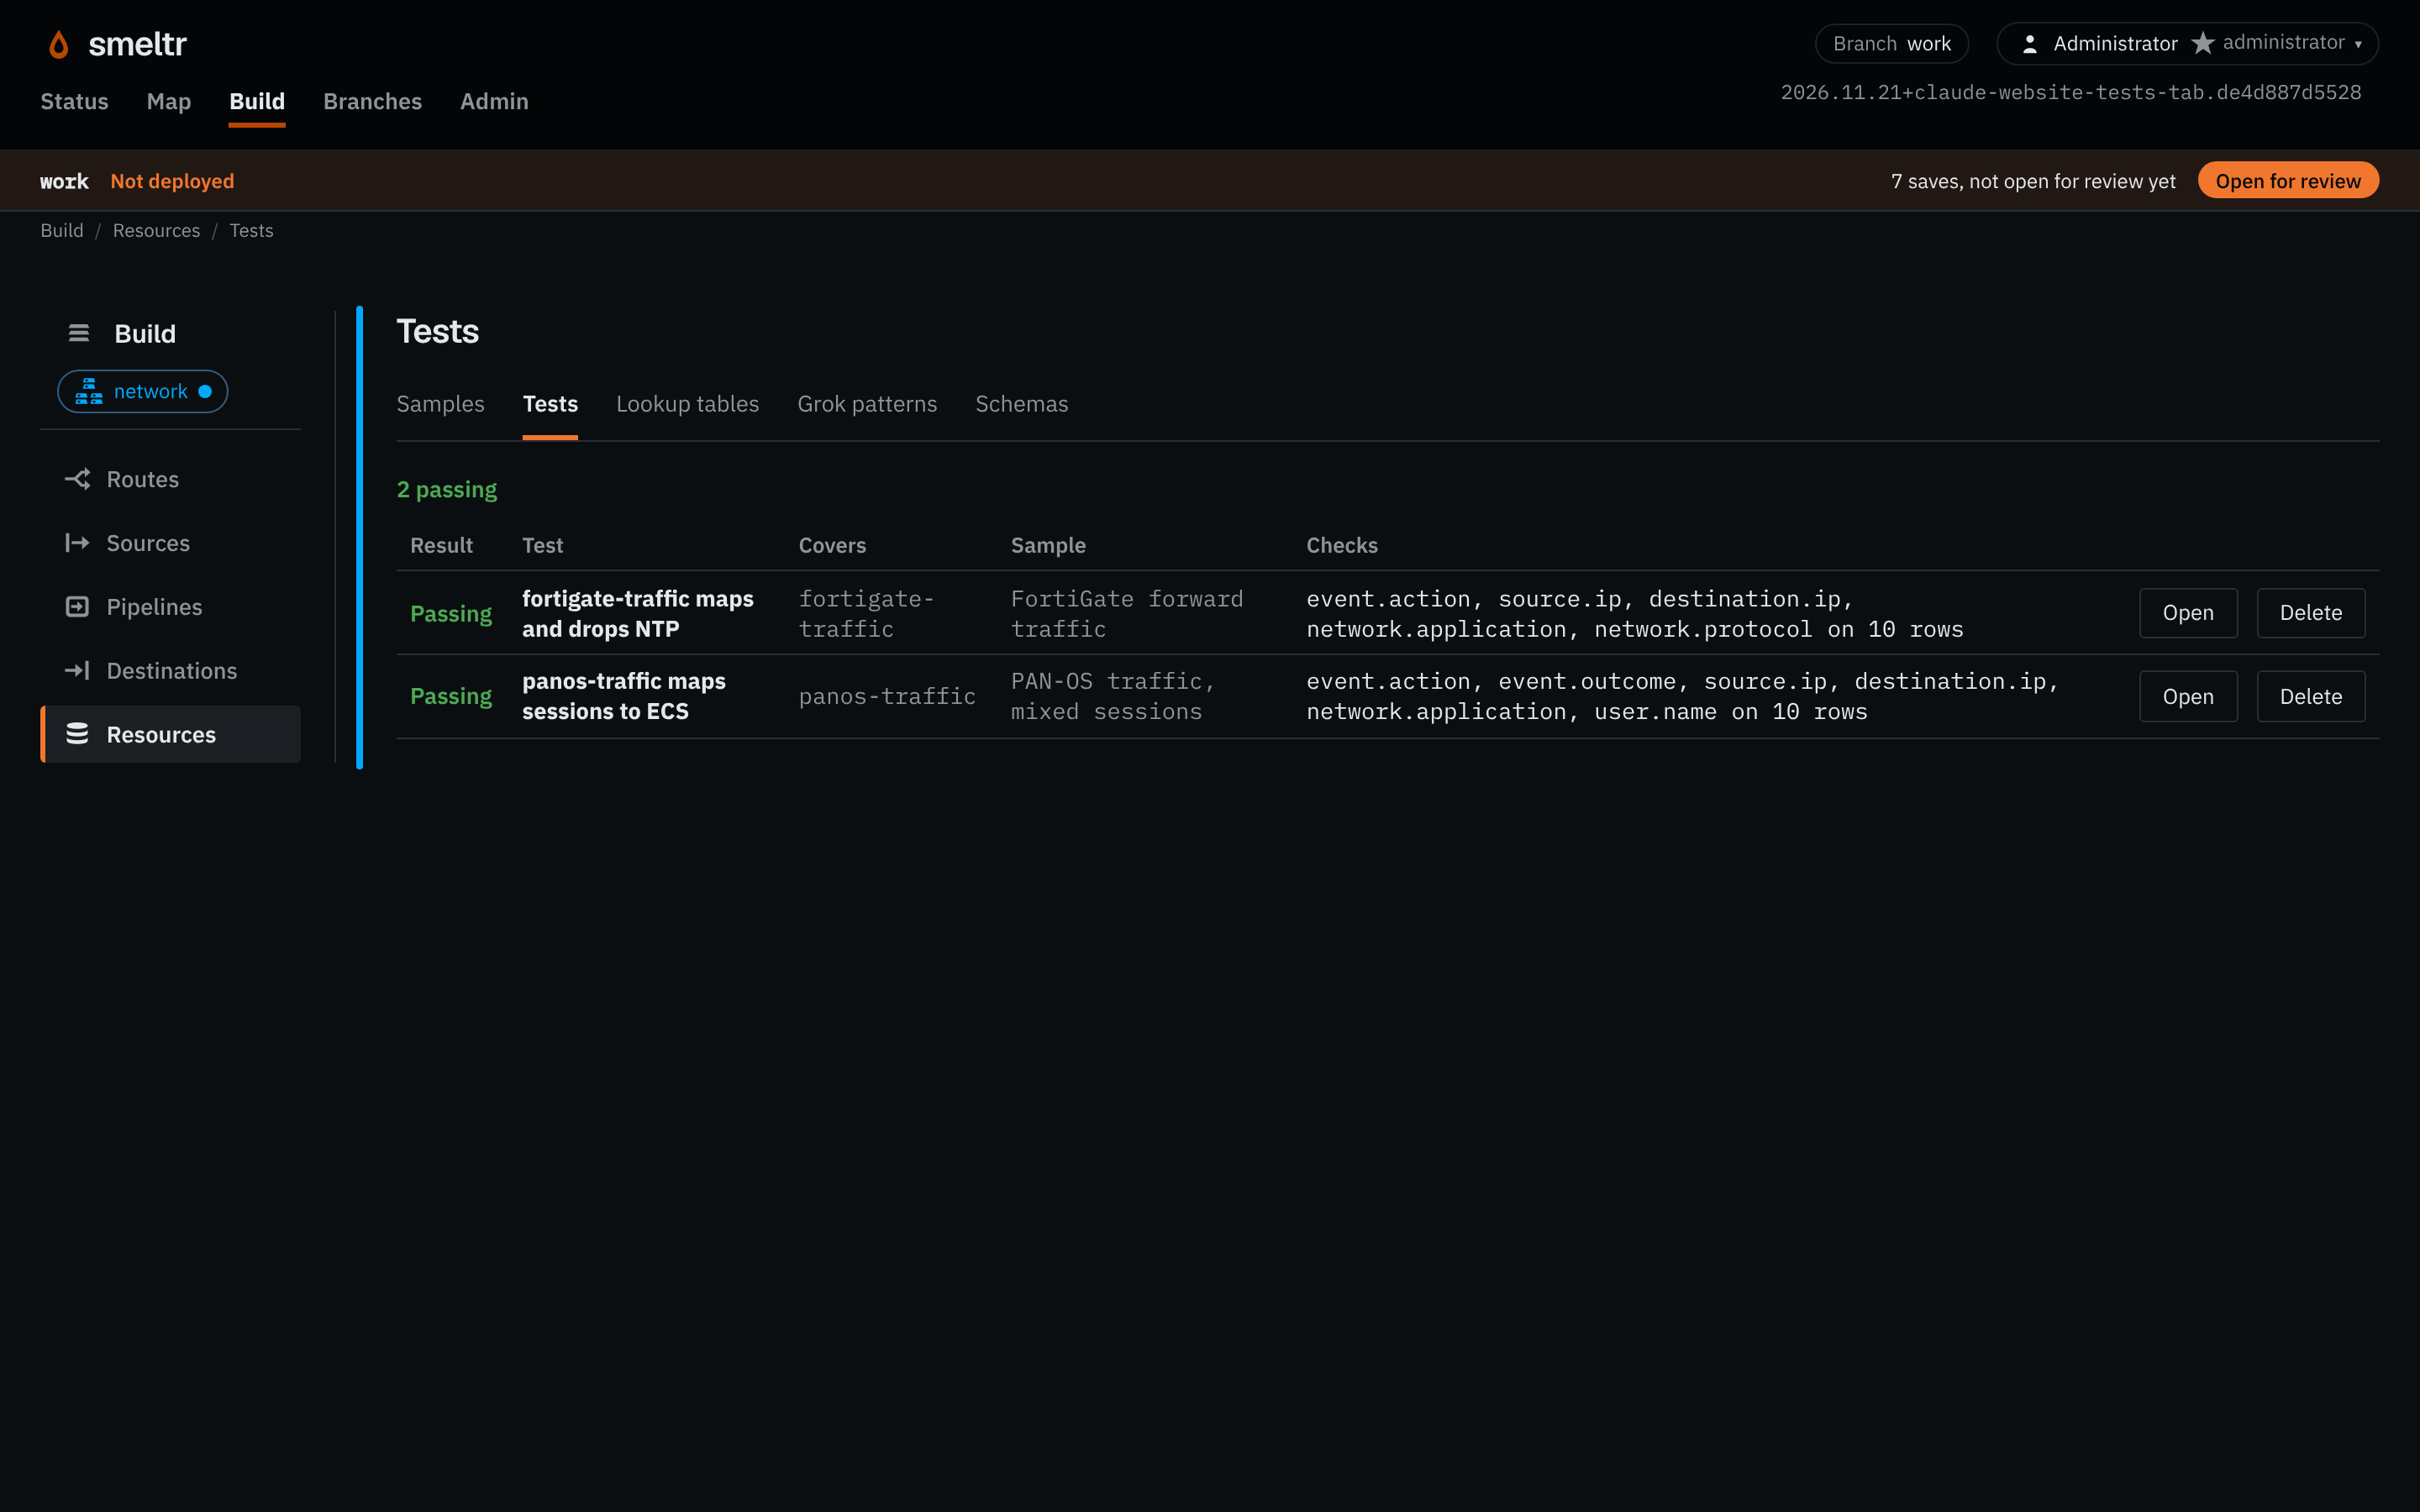 smeltr
Branch work
Administrator administrator
Status Map Build Branches Admin
2026.11.21+claude-website-tests-tab.de4d887d5528
work Not deployed
7 saves, not open for review yet Open for review
Build / Resources / Tests
Build
network
Routes
Sources
Pipelines
Destinations
Resources
Tests
Samples Tests Lookup tables Grok patterns Schemas
2 passing
Result Test Covers Sample Checks
Passing
fortigate-traffic maps
and drops NTP
fortigate-
traffic
FortiGate forward
traffic
event.action, source.ip, destination.ip,
network.application, network.protocol on 10 rows
Open Delete
Passing
panos-traffic maps
sessions to ECS
panos-traffic
PAN-OS traffic,
mixed sessions
event.action, event.outcome, source.ip, destination.ip,
network.application, user.name on 10 rows
Open Delete